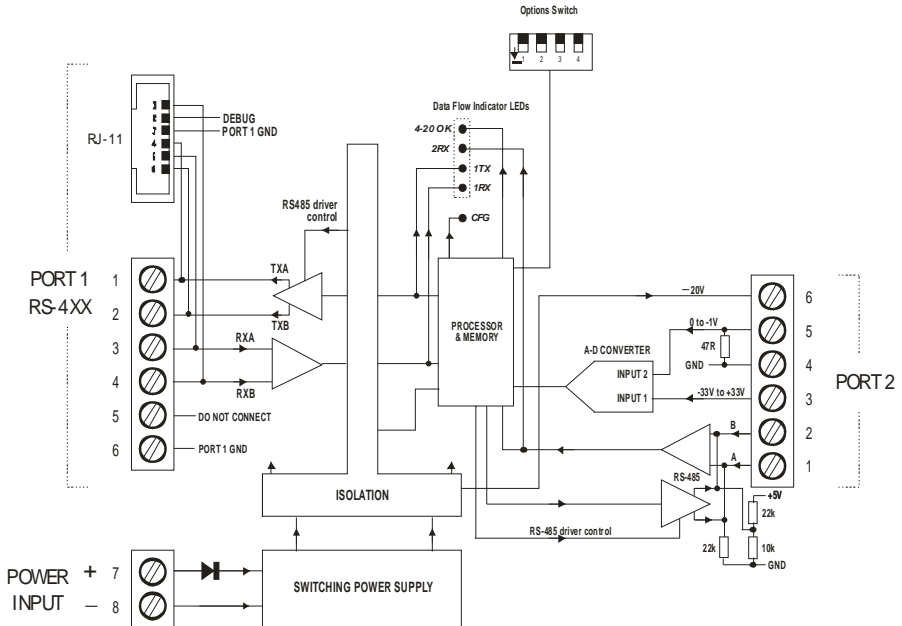 Options Switch
1 2 3 4
Data Flow Indicator LEDs
4-20 OK
2RX
1TX
1RX
CFG
RJ-11
DEBUG
PORT 1 GND
4
RS485 driver
control
PORT 1
RS-4XX
1
2
3
4
5
6
TXA
TXB
RXA
RXB
DO NOT CONNECT
PORT 1 GND
PROCESSOR
& MEMORY
A-D CONVERTER
INPUT 2
INPUT 1
—20V
0 to -1V
47R
GND
-33V to +33V
B
A
6
5
4
3
2
1
PORT 2
RS-485
RS-485 driver control
+5V
22k
22k
10k
GND
ISOLATION
SWITCHING POWER SUPPLY
POWER
INPUT
+ 7
— 8